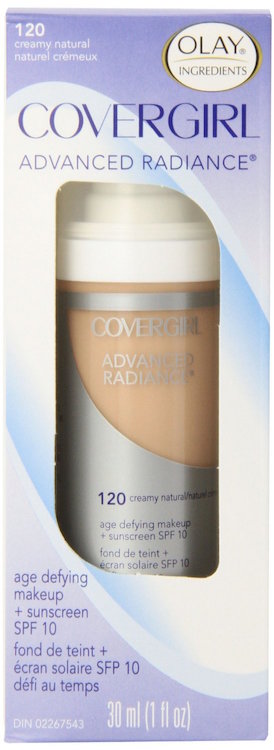 120
creamy natural
naturel crémeux
OLAY®
INGREDIENTS
COVERGIRL
ADVANCED RADIANCE®
COVERGIRL
ADVANCED
RADIANCE®
120 creamy natural/naturel
age defying makeup
+ sunscreen SPF 10
fond de teint +
écran solaire SPF 10
age defying
makeup
+ sunscreen
SPF 10
fond de teint +
écran solaire SFP 10
défi au temps
DIN 02267543
30 ml (1 fl oz)